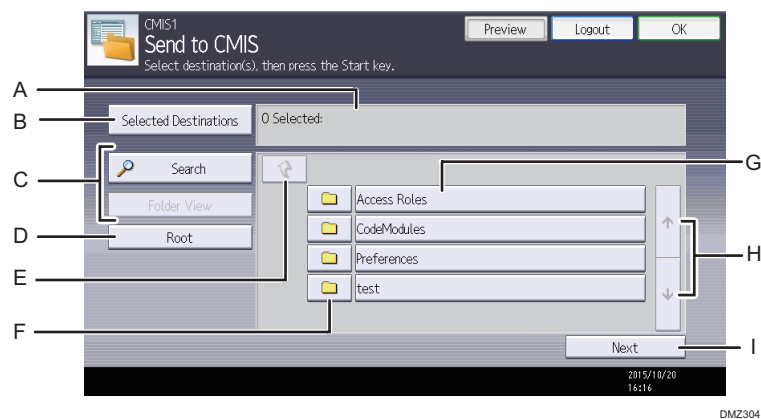 CMIS1
Send to CMIS
Select destination(s), then press the Start key.
Preview
Logout
OK
A
B
Selected Destinations
0 Selected:
C
Search
G
Access Roles
Folder View
CodeModules
D
Root
H
Preferences
E
test
F
Next
I
2015/10/20
16:16
DMZ304